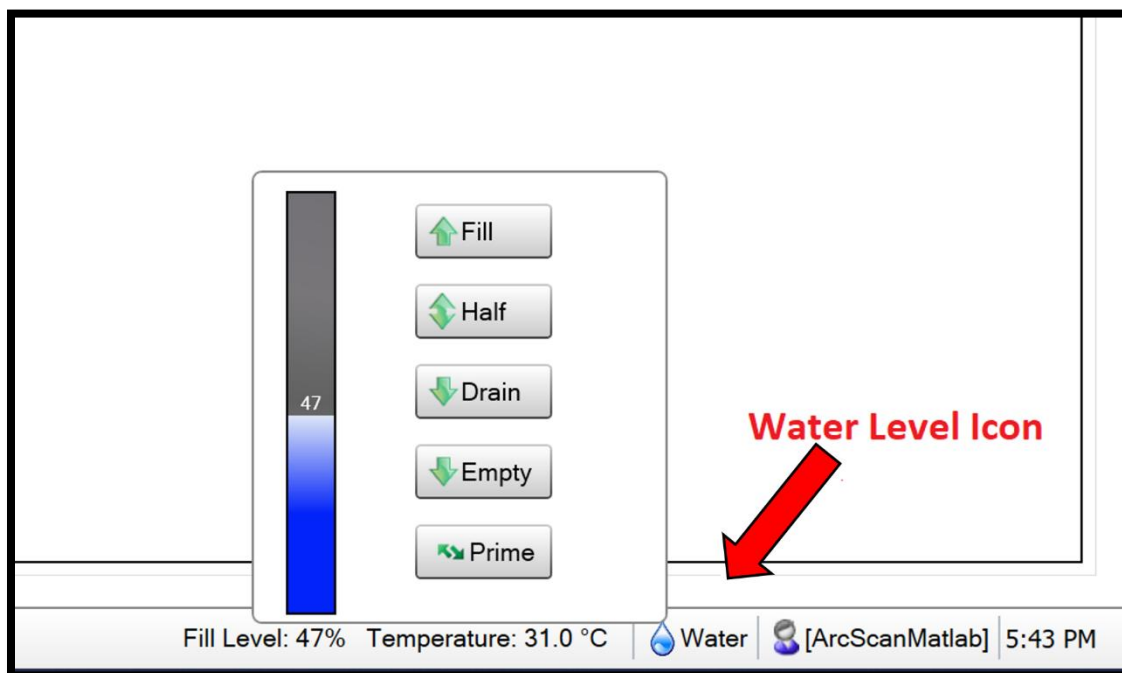 Fill
Half
47
Drain
Water Level Icon
Empty
Prime
Fill Level: 47% Temperature: 31.0 °C Water [ArcScanMatlab] 5:43 PM